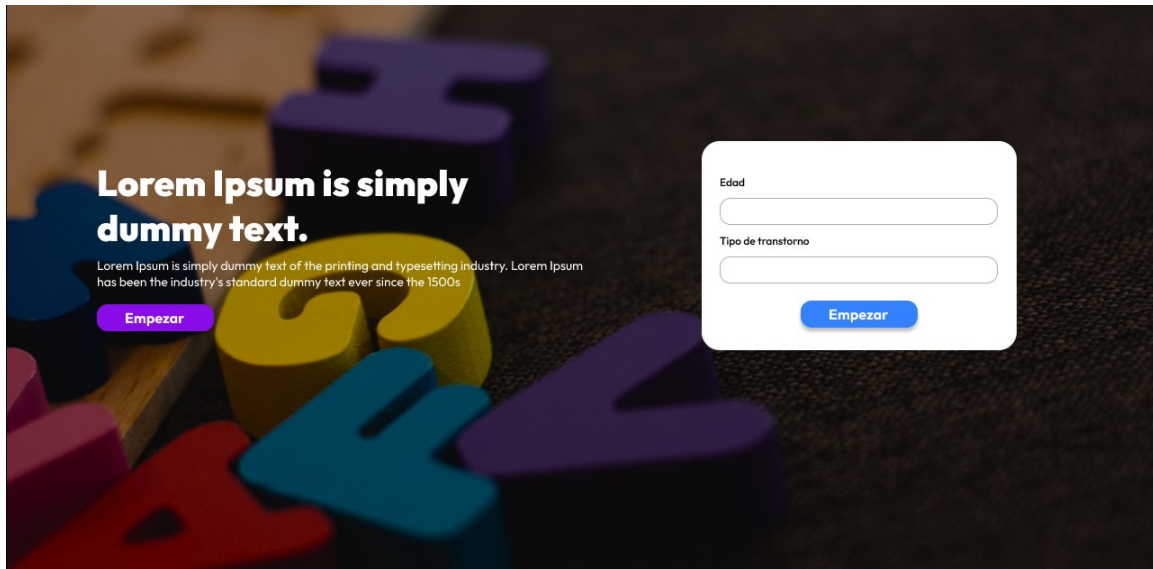 Lorem Ipsum is simply
dummy text.
Lorem Ipsum is simply dummy text of the printing and typesetting industry. Lorem Ipsum
has been the industry's standard dummy text ever since the 1500s
Empezar
Edad
Tipo de transtorno
Empezar